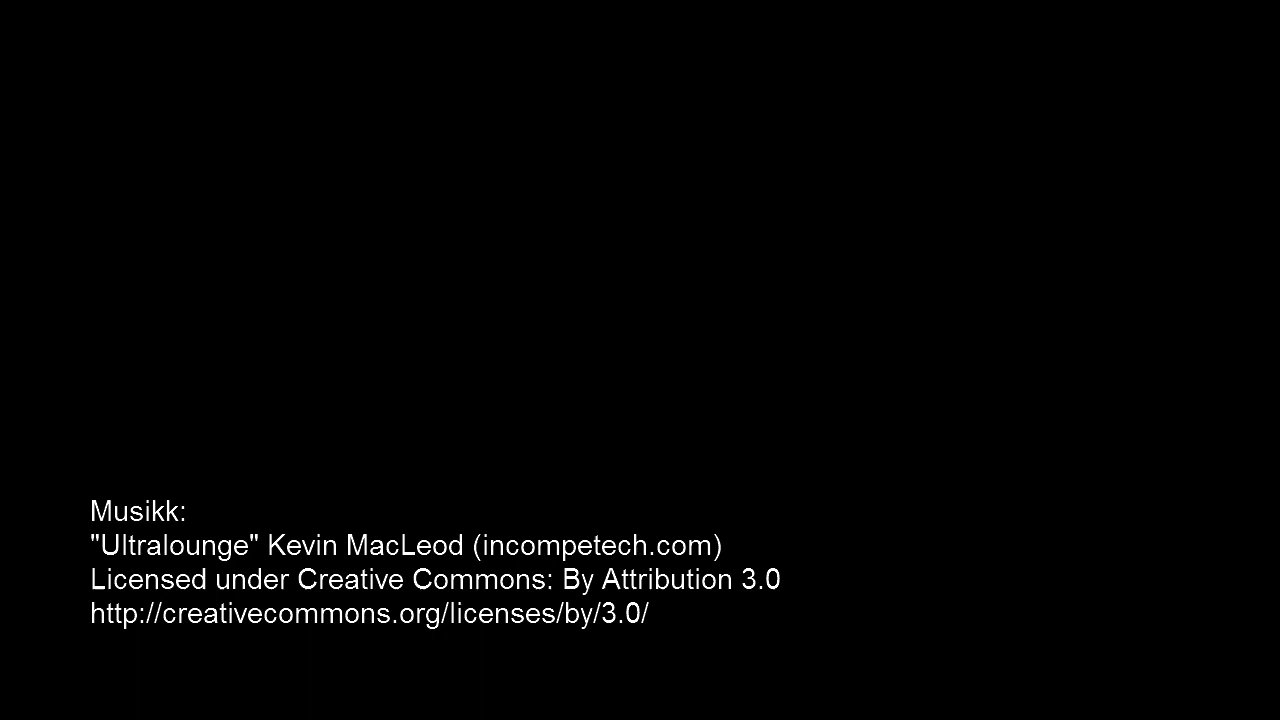 Musikk:
"Ultralounge" Kevin MacLeod (incompetech.com)
Licensed under Creative Commons: By Attribution 3.0
http://creativecommons.org/licenses/by/3.0/